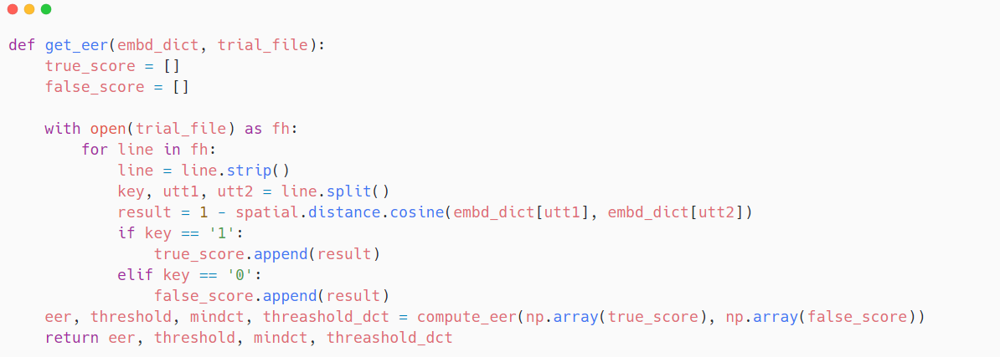 def get_eer(embd_dict, trial_file):
    true_score = []
    false_score = []

    with open(trial_file) as fh:
        for line in fh:
            line = line.strip()
            key, utt1, utt2 = line.split()
            result = 1 - spatial.distance.cosine(embd_dict[utt1], embd_dict[utt2])
            if key == '1':
                true_score.append(result)
            elif key == '0':
                false_score.append(result)
    eer, threshold, mindct, threashold_dct = compute_eer(np.array(true_score), np.array(false_score))
    return eer, threshold, mindct, threashold_dct